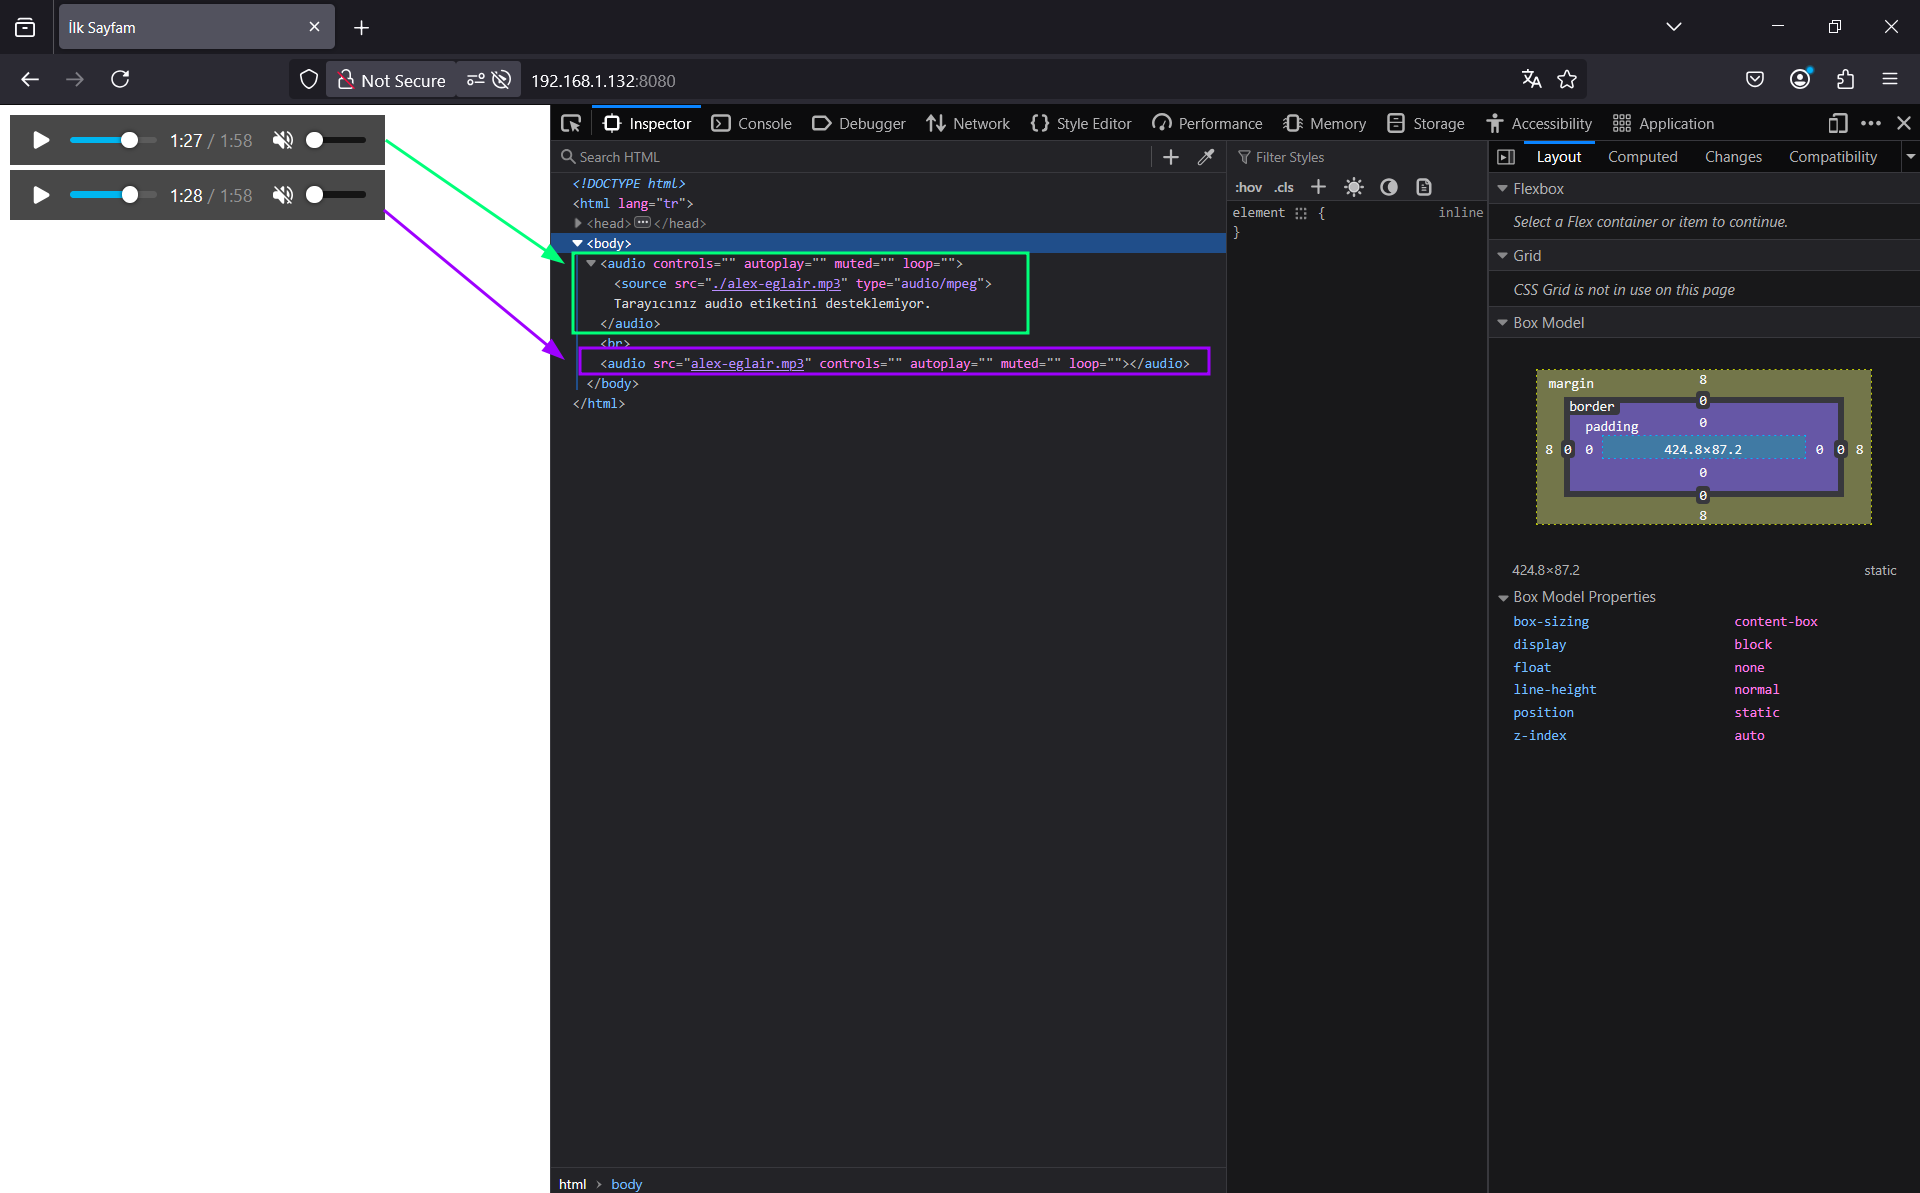 İlk Sayfam
Not Secure
192.168.1.132:8080
1:27 / 1:58
1:28 / 1:58
Inspector
Console
Debugger
Network
Style Editor
Performance
Memory
Storage
Accessibility
Application
Search HTML
<!DOCTYPE html>
<html lang="tr">
<head> ••• </head>
<body>
<audio controls="" autoplay="" muted="" loop="">
<source src="./alex-eglair.mp3" type="audio/mpeg">
Tarayıcınız audio etiketini desteklemiyor.
</audio>
<br>
<audio src="alex-eglair.mp3" controls="" autoplay="" muted="" loop=""></audio>
</body>
</html>
html › body
Filter Styles
:hov .cls
element { inline
}
Layout
Computed
Changes
Compatibility
Flexbox
Select a Flex container or item to continue.
Grid
CSS Grid is not in use on this page
Box Model
margin 8
border 0
padding 0
8 0 0 424.8×87.2 0 0 8
0
0
8
424.8×87.2 static
Box Model Properties
box-sizing content-box
display block
float none
line-height normal
position static
z-index auto